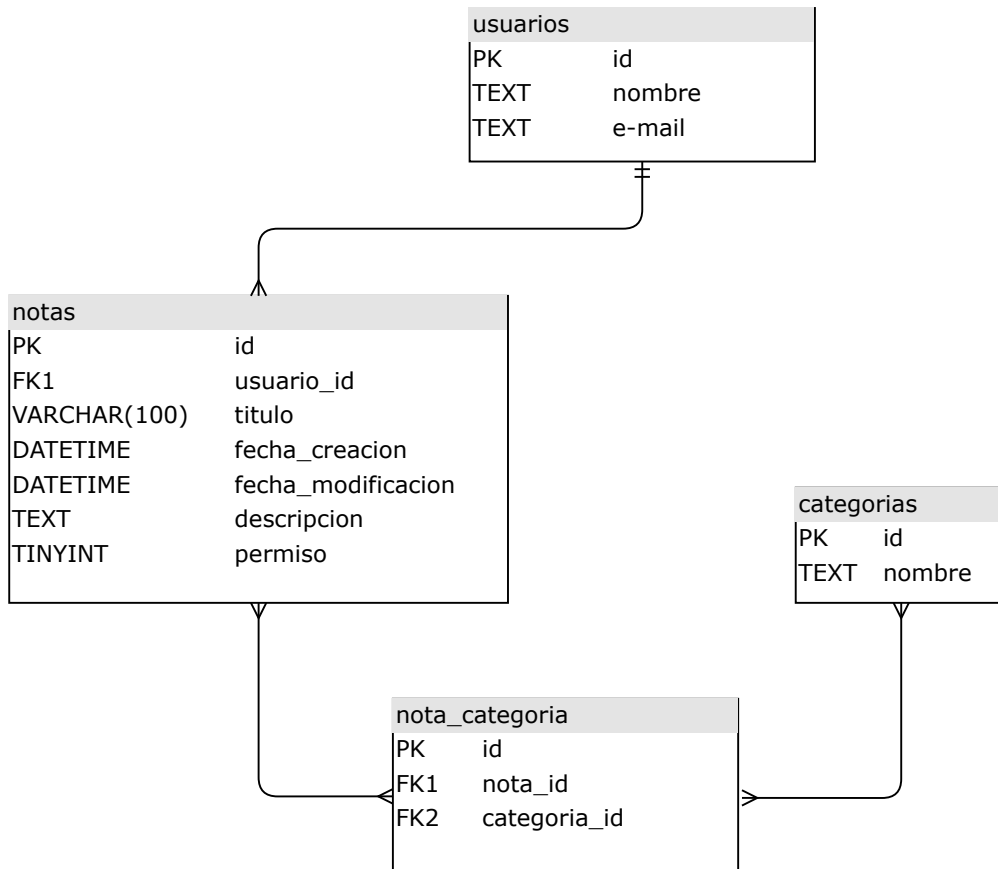 usuarios
PK id
TEXT nombre
TEXT e-mail
notas
PK id
FK1 usuario_id
VARCHAR(100) titulo
DATETIME fecha_creacion
DATETIME fecha_modificacion
TEXT descripcion
TINYINT permiso
categorias
PK id
TEXT nombre
nota_categoria
PK id
FK1 nota_id
FK2 categoria_id